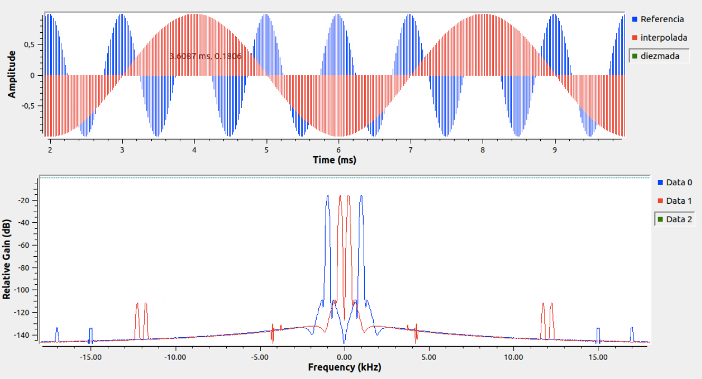 Referencia
interpolada
diezmada
Amplitude
0,5
0
-0,5
3.6087 ms, 0.1806
2 3 4 5 6 7 8 9
Time (ms)
Data 0
Data 1
Data 2
Relative Gain (dB)
-20
-40
-60
-80
-100
-120
-140
-15.00 -10.00 -5.00 0.00 5.00 10.00 15.00
Frequency (kHz)